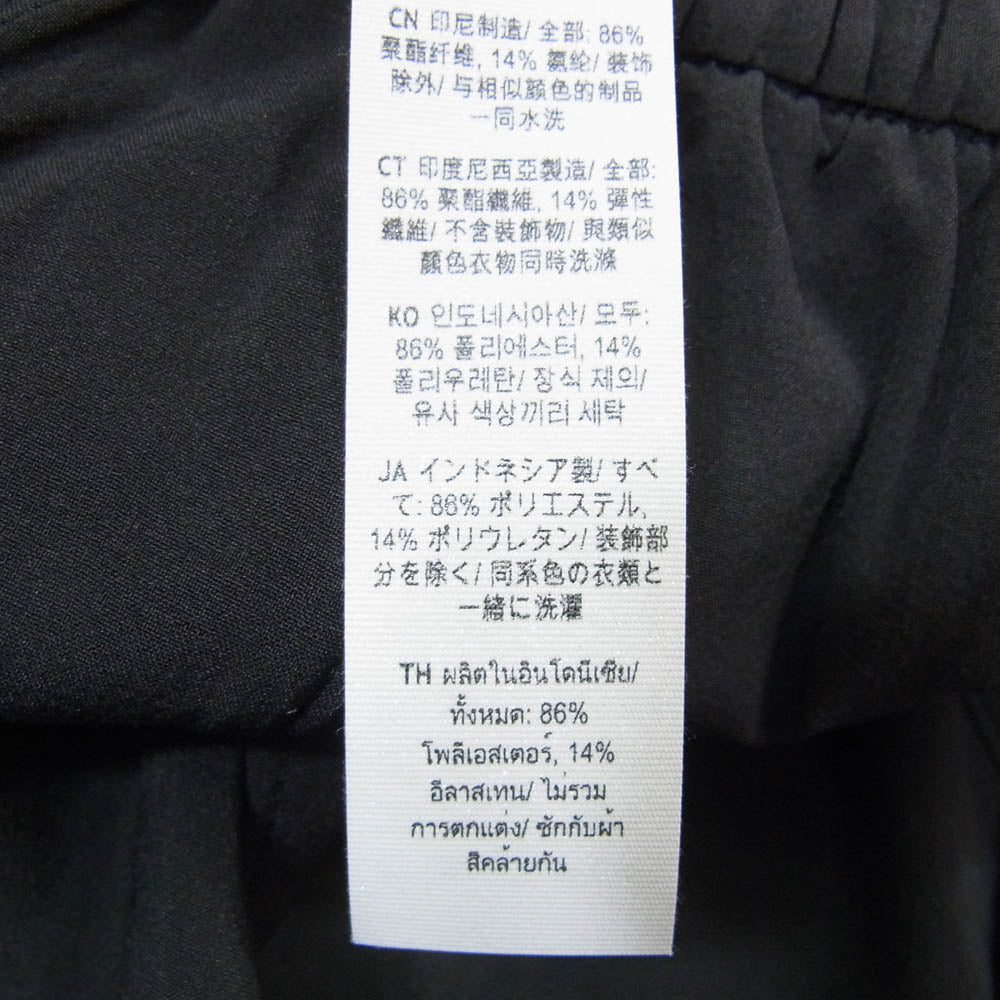 CN 印尼制造/ 全部: 86%
聚酯纤维, 14% 氨纶/ 装饰
除外/ 与相似颜色的制品
一同水洗
CT 印度尼西亞製造/ 全部:
86% 聚酯纖維, 14% 彈性
纖維/ 不含裝飾物/ 與類似
顏色衣物同時洗滌
KO 인도네시아산/ 모두:
86% 폴리에스터, 14%
폴리우레탄/ 장식 제외/
유사 색상끼리 세탁
JA インドネシア製/ すべ
て: 86% ポリエステル,
14% ポリウレタン/ 装飾部
分を除く/ 同系色の衣類と
一緒に洗濯
TH ผลิตในอินโดนีเซีย/
ทั้งหมด: 86%
โพลีเอสเตอร์, 14%
อีลาสเทน/ ไม่รวม
การตกแต่ง/ ซักกับผ้า
สีคล้ายกัน